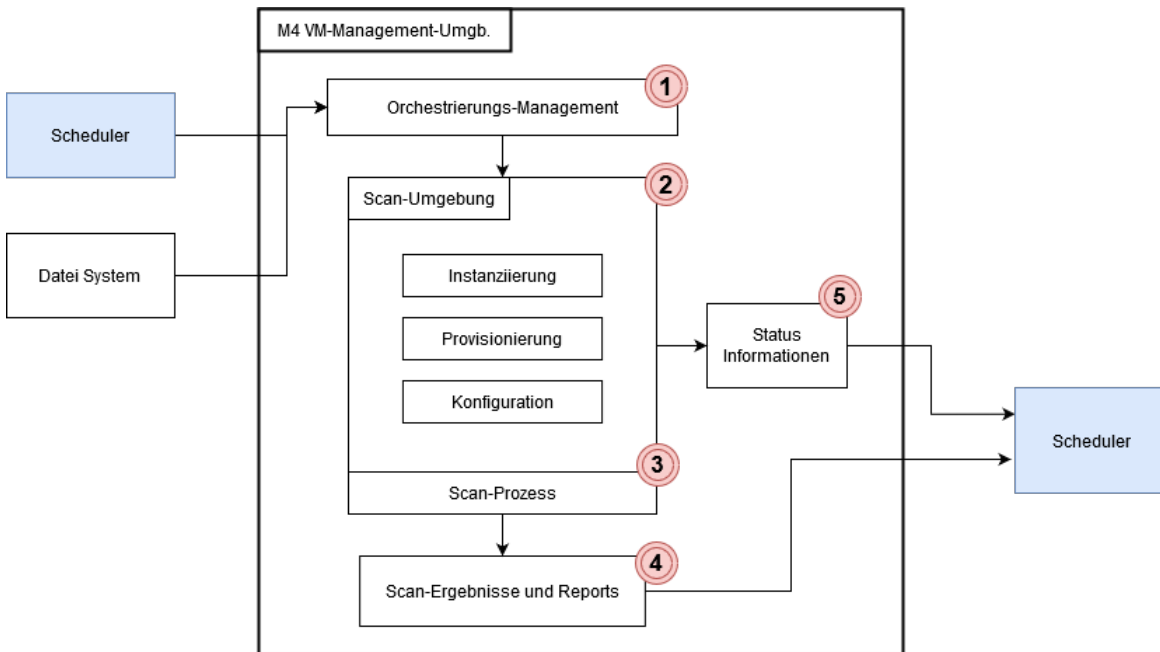 M4 VM-Management-Umgb.
1
Orchestrierungs-Management
Scheduler
2
Scan-Umgebung
Datei System
Instanziierung
5
Provisionierung
Status
Informationen
Konfiguration
Scheduler
3
Scan-Prozess
4
Scan-Ergebnisse und Reports